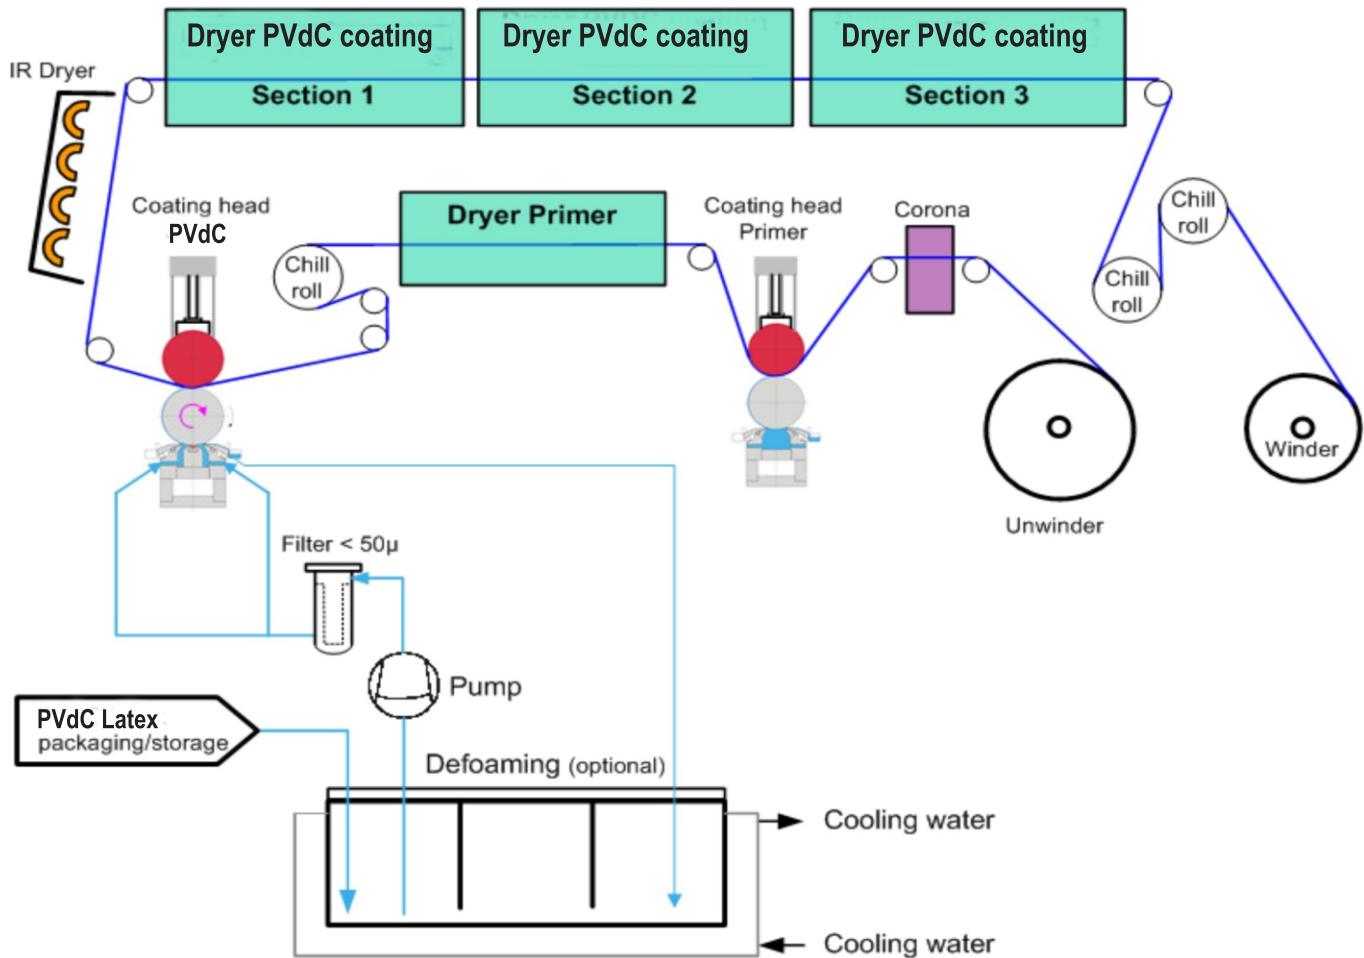 Dryer PVdC coating
Section 1
Dryer PVdC coating
Section 2
Dryer PVdC coating
Section 3
IR Dryer
Coating head
PVdC
Chill
roll
Dryer Primer
Coating head
Primer
Corona
Chill
roll
Chill
roll
Unwinder
Winder
Filter < 50µ
Pump
PVdC Latex
packaging/storage
Defoaming (optional)
Cooling water
Cooling water